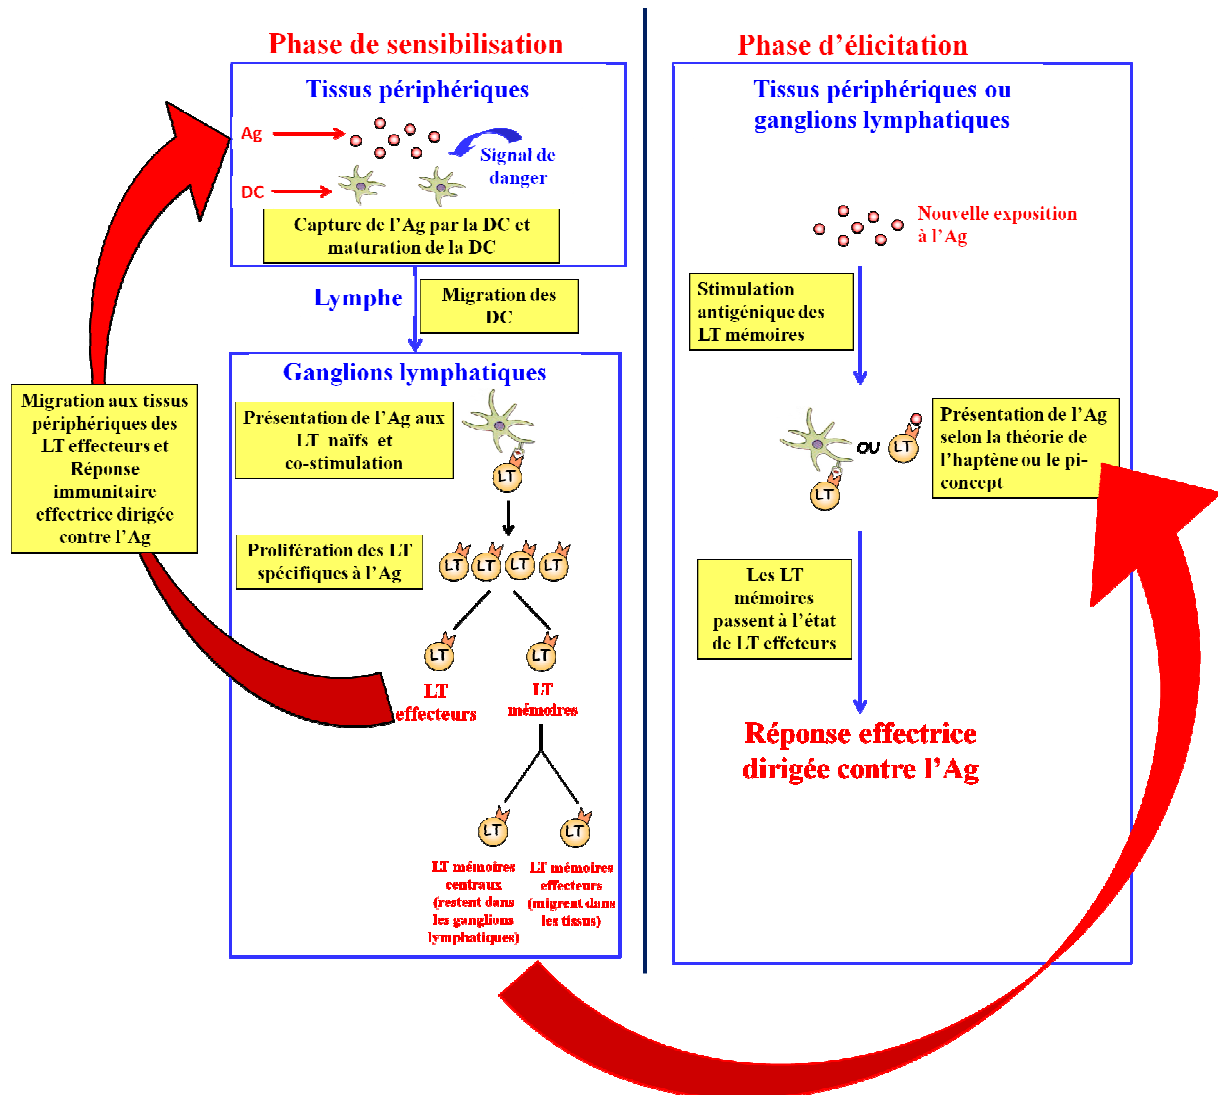 Phase de sensibilisation
Tissus périphériques
Ag
Signal de
danger
DC
Capture de l’Ag par la DC et
maturation de la DC
Lymphe
Migration des
DC
Ganglions lymphatiques
Présentation de l’Ag aux
LT naïfs et
co-stimulation
LT
Prolifération des LT
spécifiques à l’Ag
LT LT LT LT
LT LT
LT
effecteurs
LT
mémoires
LT LT
LT mémoires
centraux
(restent dans
les ganglions
lymphatiques)
LT mémoires
effecteurs
(migrent dans
les tissus)
Migration aux tissus
périphériques des
LT effecteurs et
Réponse
immunitaire
effectrice dirigée
contre l’Ag
Phase d’élicitation
Tissus périphériques ou
ganglions lymphatiques
Nouvelle exposition
à l’Ag
Stimulation
antigénique des
LT mémoires
OU
LT
LT
Présentation de l’Ag
selon la théorie de
l’haptène ou le pi-
concept
Les LT
mémoires
passent à l’état
de LT effeteurs
Réponse effectrice
dirigée contre l’Ag